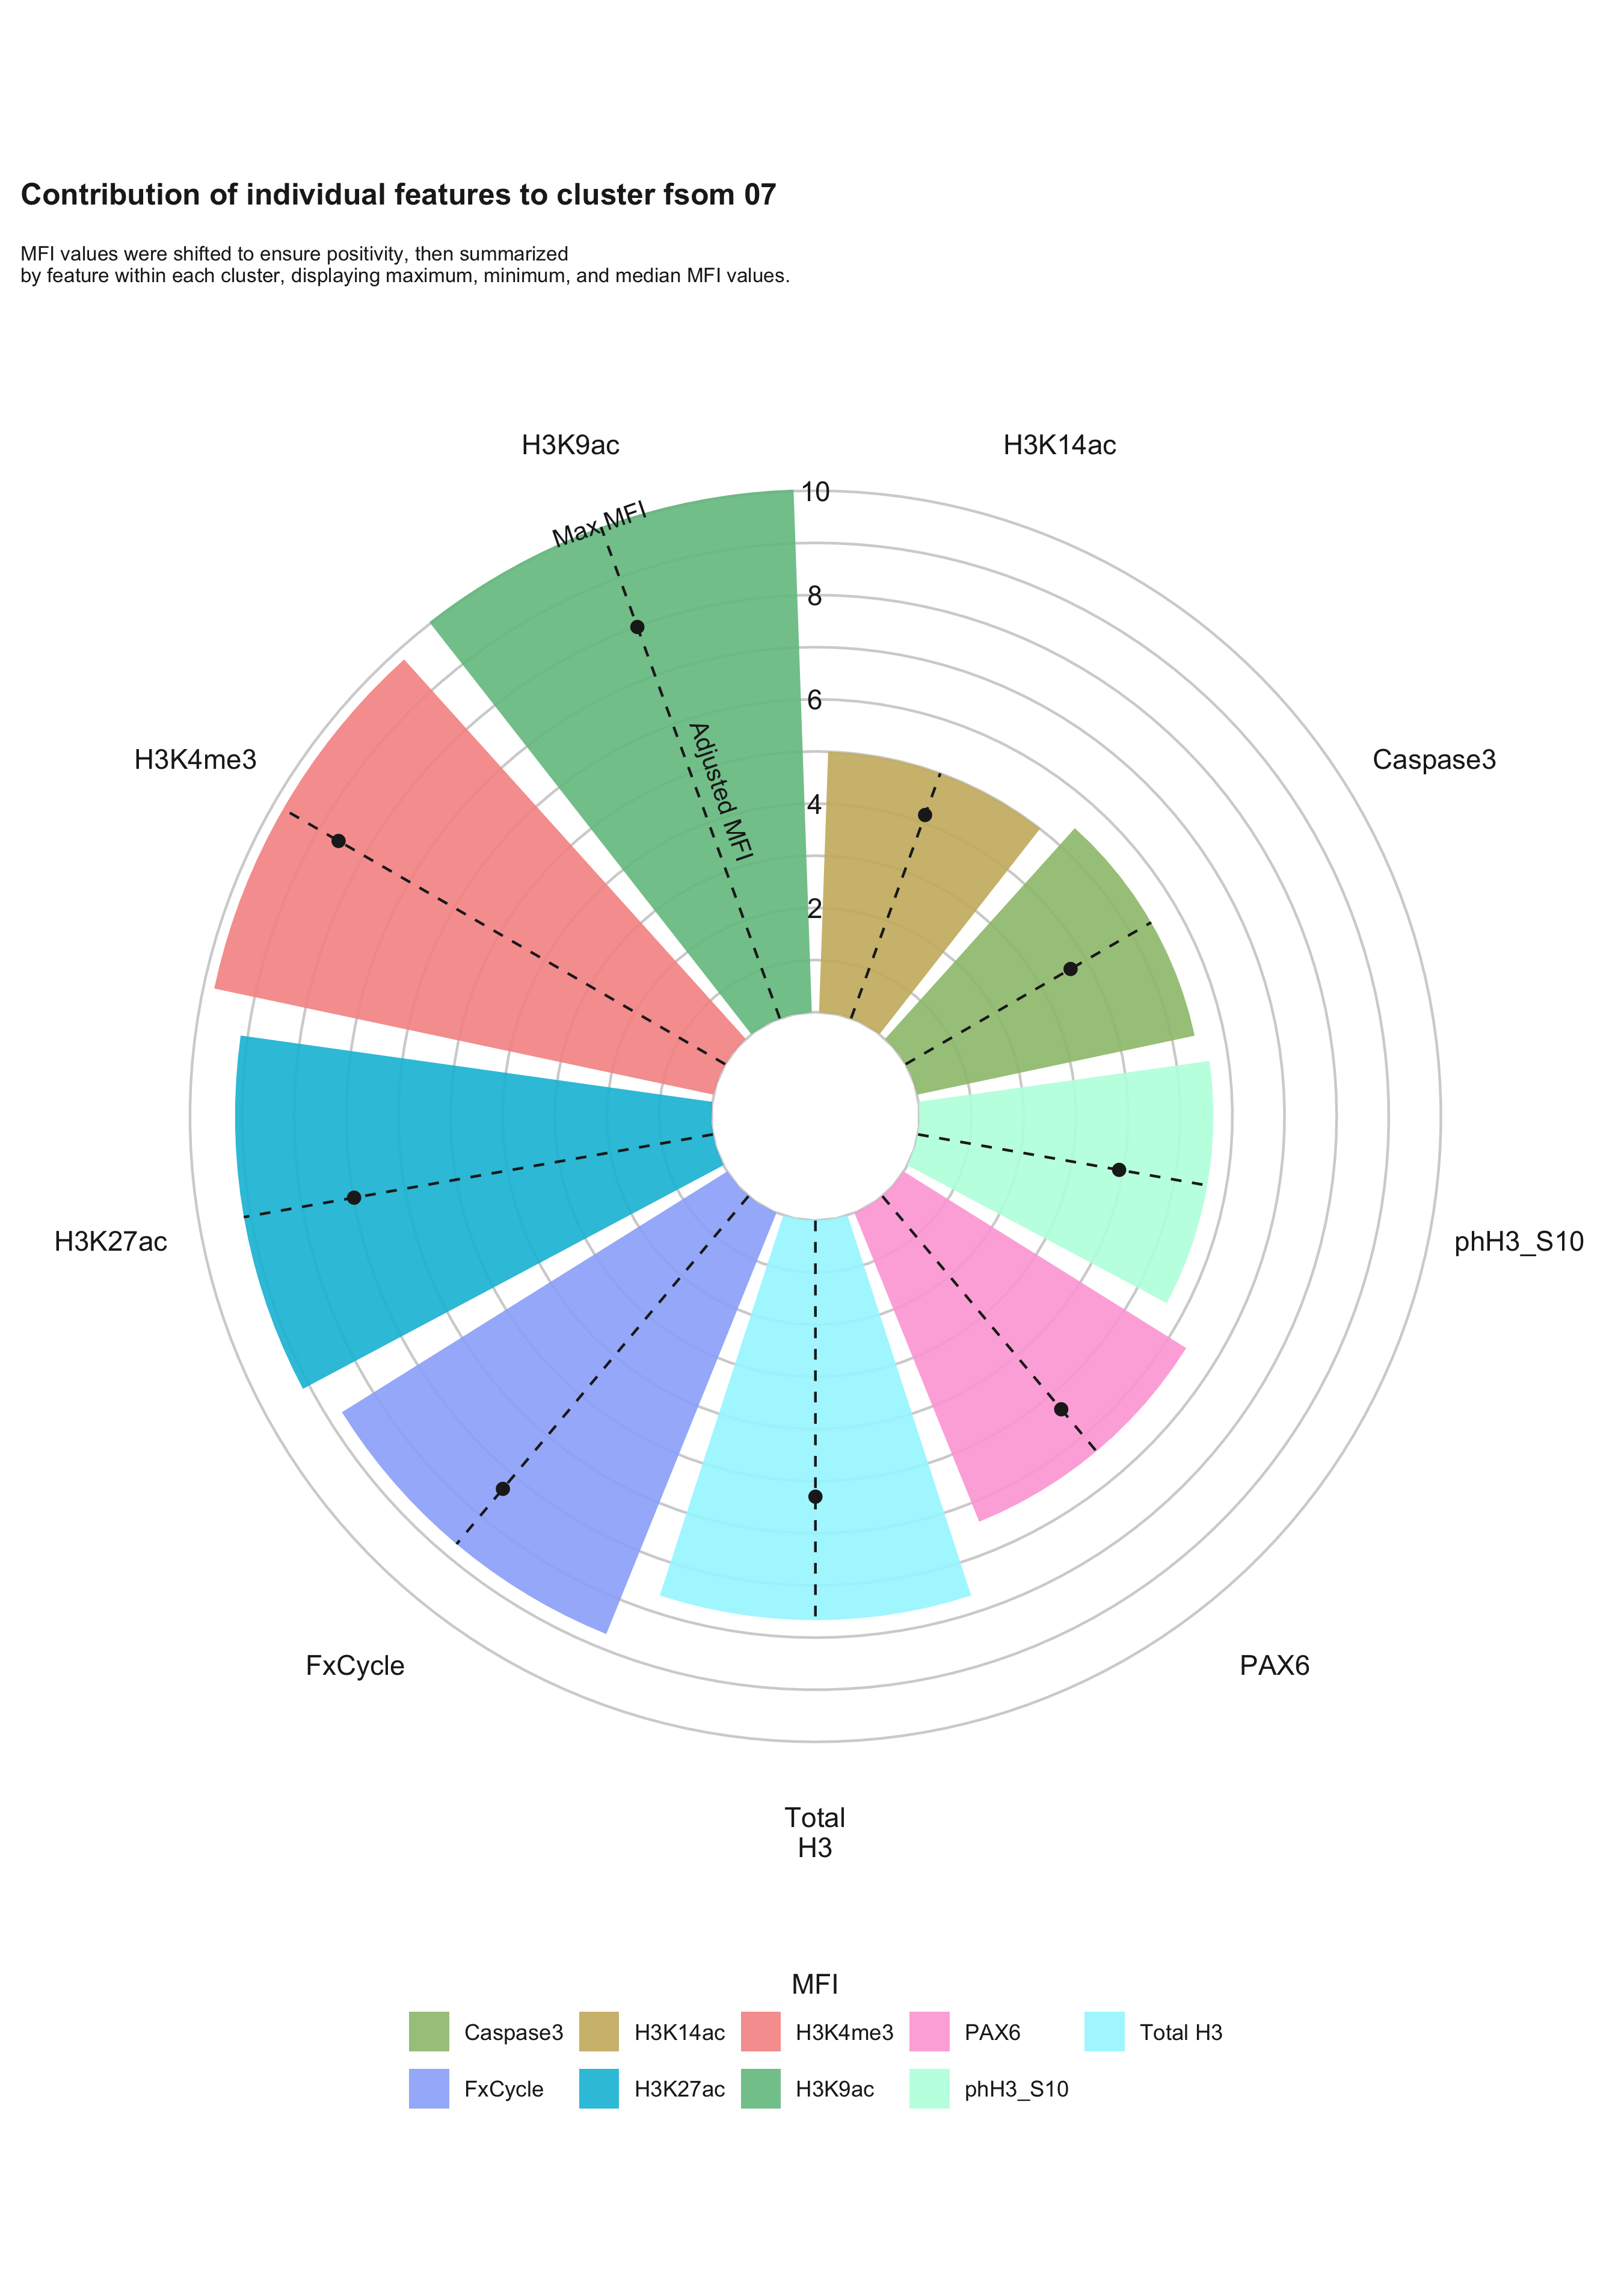 Contribution of individual features to cluster fsom 07
MFI values were shifted to ensure positivity, then summarized
by feature within each cluster, displaying maximum, minimum, and median MFI values.
H3K9ac
H3K14ac
10
Max MFI
8
6
Adjusted MFI
H3K4me3
Caspase3
4
2
H3K27ac
phH3_S10
FxCycle
PAX6
Total
H3
MFI
Caspase3 H3K14ac H3K4me3 PAX6 Total H3
FxCycle H3K27ac H3K9ac phH3_S10